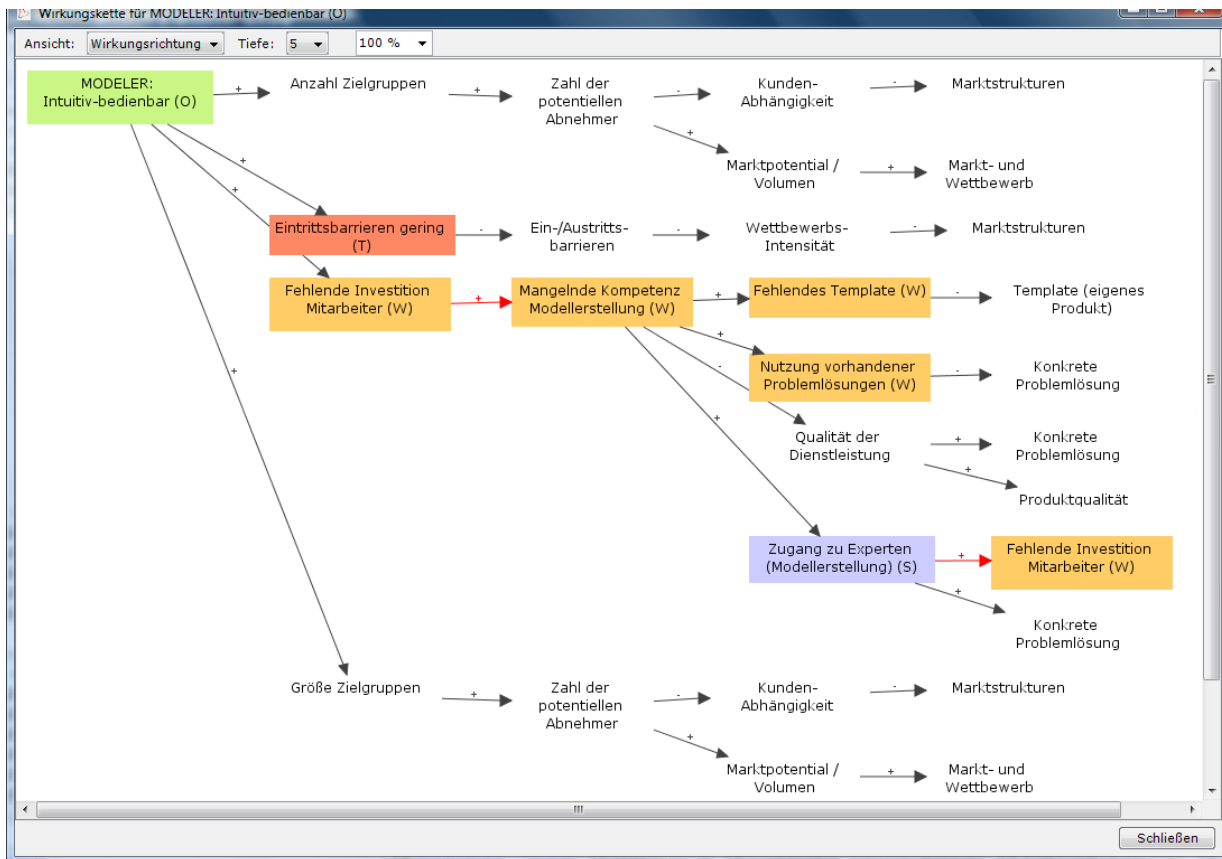 Wirkungskette für MODELER: Intuitiv-bedienbar (O)
Ansicht: Wirkungsrichtung Tiefe: 5 100 %
MODELER:
Intuitiv-bedienbar (O)
+
Anzahl Zielgruppen
+
Zahl der
potentiellen
Abnehmer
-
Kunden-
Abhängigkeit
-
Marktstrukturen
+
Marktpotential /
Volumen
+
Markt- und
Wettbewerb
+
Eintrittsbarrieren gering
(T)
-
Ein-/Austritts-
barrieren
-
Wettbewerbs-
Intensität
-
Marktstrukturen
+
Fehlende Investition
Mitarbeiter (W)
+
Mangelnde Kompetenz
Modellerstellung (W)
+
Fehlendes Template (W)
-
Template (eigenes
Produkt)
+
Nutzung vorhandener
Problemlösungen (W)
-
Konkrete
Problemlösung
-
Qualität der
Dienstleistung
+
Konkrete
Problemlösung
+
Produktqualität
+
Zugang zu Experten
(Modellerstellung) (S)
+
Fehlende Investition
Mitarbeiter (W)
+
Konkrete
Problemlösung
+
Größe Zielgruppen
+
Zahl der
potentiellen
Abnehmer
-
Kunden-
Abhängigkeit
-
Marktstrukturen
+
Marktpotential /
Volumen
+
Markt- und
Wettbewerb
Schließen